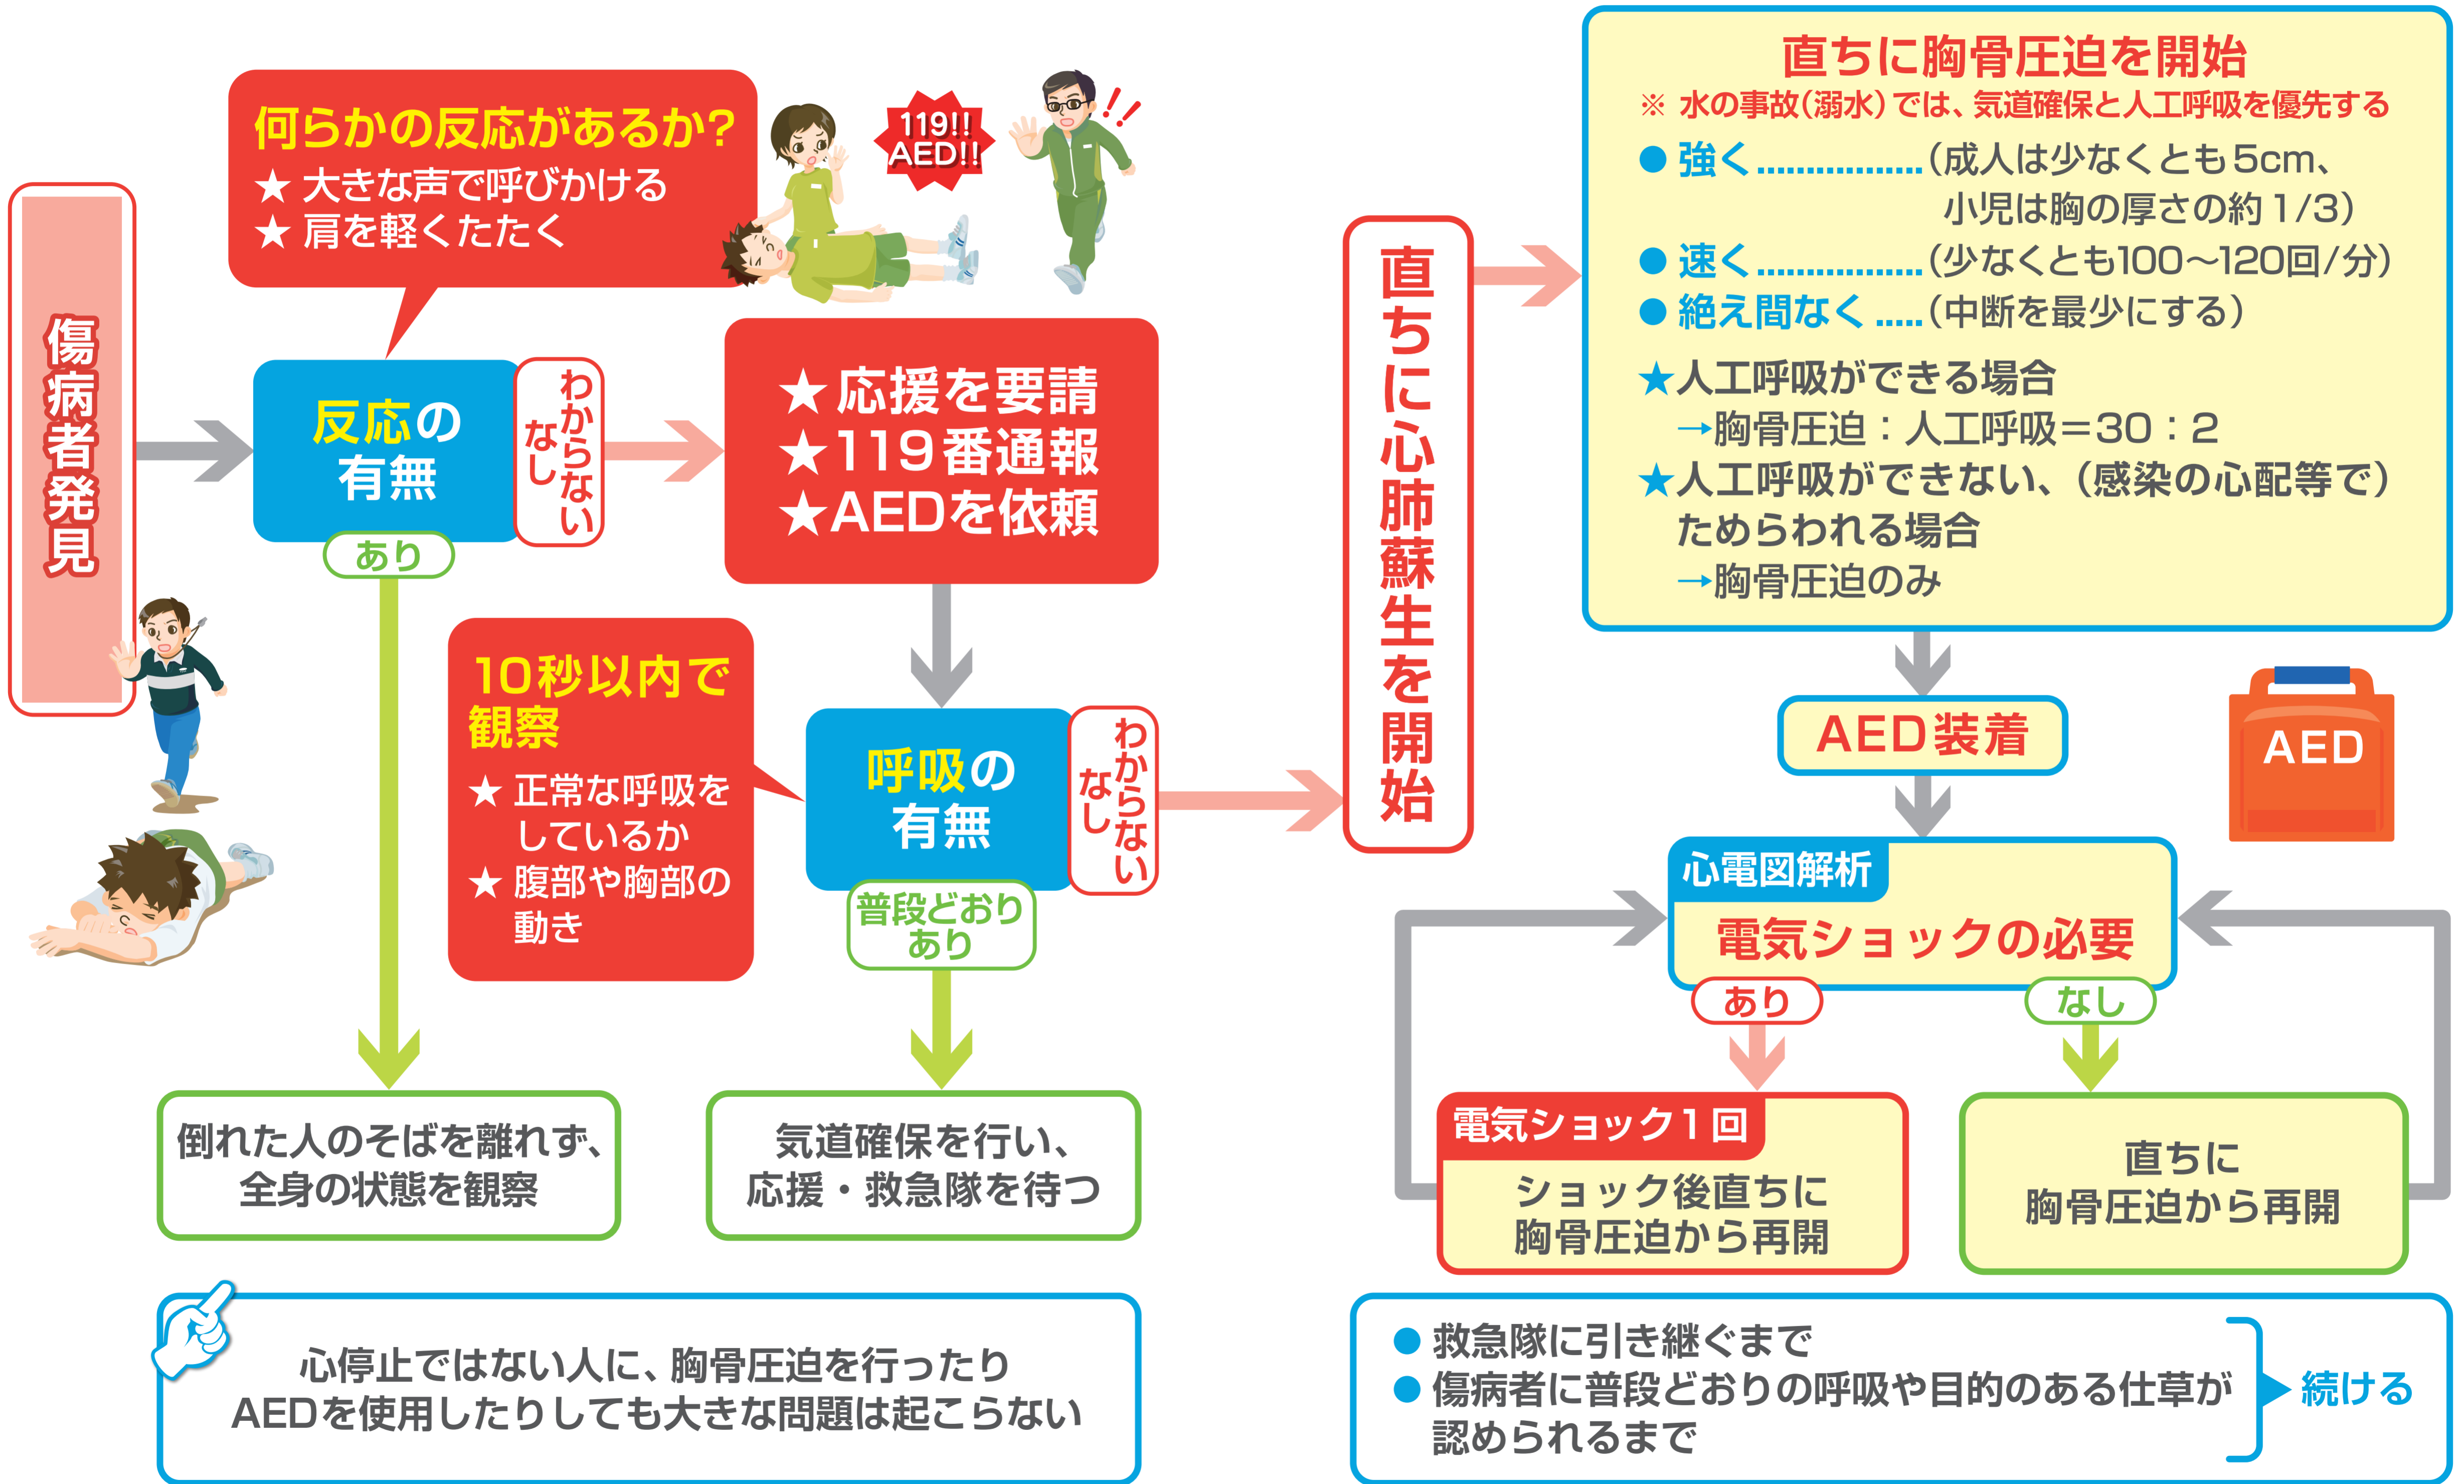 傷病者発見
何らかの反応があるか?
★ 大きな声で呼びかける
★ 肩を軽くたたく
119!!
AED!!
!!
反応の
有無
わからない
なし
あり
★応援を要請
★119番通報
★AEDを依頼
10秒以内で
観察
★ 正常な呼吸を
しているか
★ 腹部や胸部の
動き
呼吸の
有無
わからない
なし
普段どおり
あり
倒れた人のそばを離れず、
全身の状態を観察
気道確保を行い、
応援・救急隊を待つ
心停止ではない人に、胸骨圧迫を行ったり
AEDを使用したりしても大きな問題は起こらない
直ちに心肺蘇生を開始
直ちに胸骨圧迫を開始
※ 水の事故(溺水)では、気道確保と人工呼吸を優先する
● 強く.................(成人は少なくとも5cm、
小児は胸の厚さの約1/3)
● 速く.................(少なくとも100〜120回/分)
● 絶え間なく.....(中断を最少にする)
★人工呼吸ができる場合
→胸骨圧迫：人工呼吸＝30：2
★人工呼吸ができない、(感染の心配等で)
ためらわれる場合
→胸骨圧迫のみ
AED装着
AED
心電図解析
電気ショックの必要
あり
なし
電気ショック1回
ショック後直ちに
胸骨圧迫から再開
直ちに
胸骨圧迫から再開
● 救急隊に引き継ぐまで
● 傷病者に普段どおりの呼吸や目的のある仕草が
認められるまで
続ける